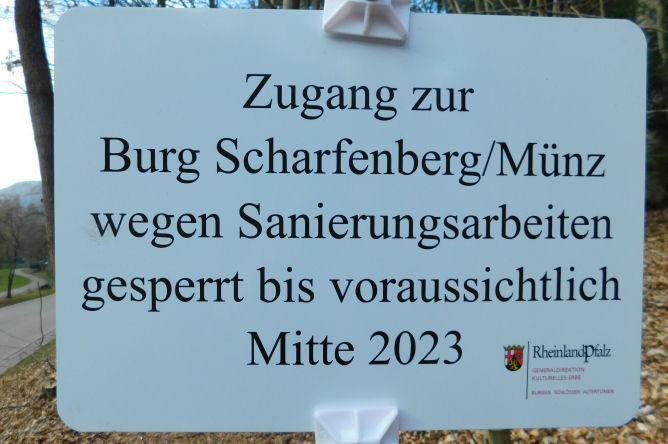 Zugang zur
Burg Scharfenberg/Münz
wegen Sanierungsarbeiten
gesperrt bis voraussichtlich
Mitte 2023
RheinlandPfalz
GENERALDIREKTION
KULTURELLES ERBE
BURGEN SCHLÖSSER ALTERTÜMER